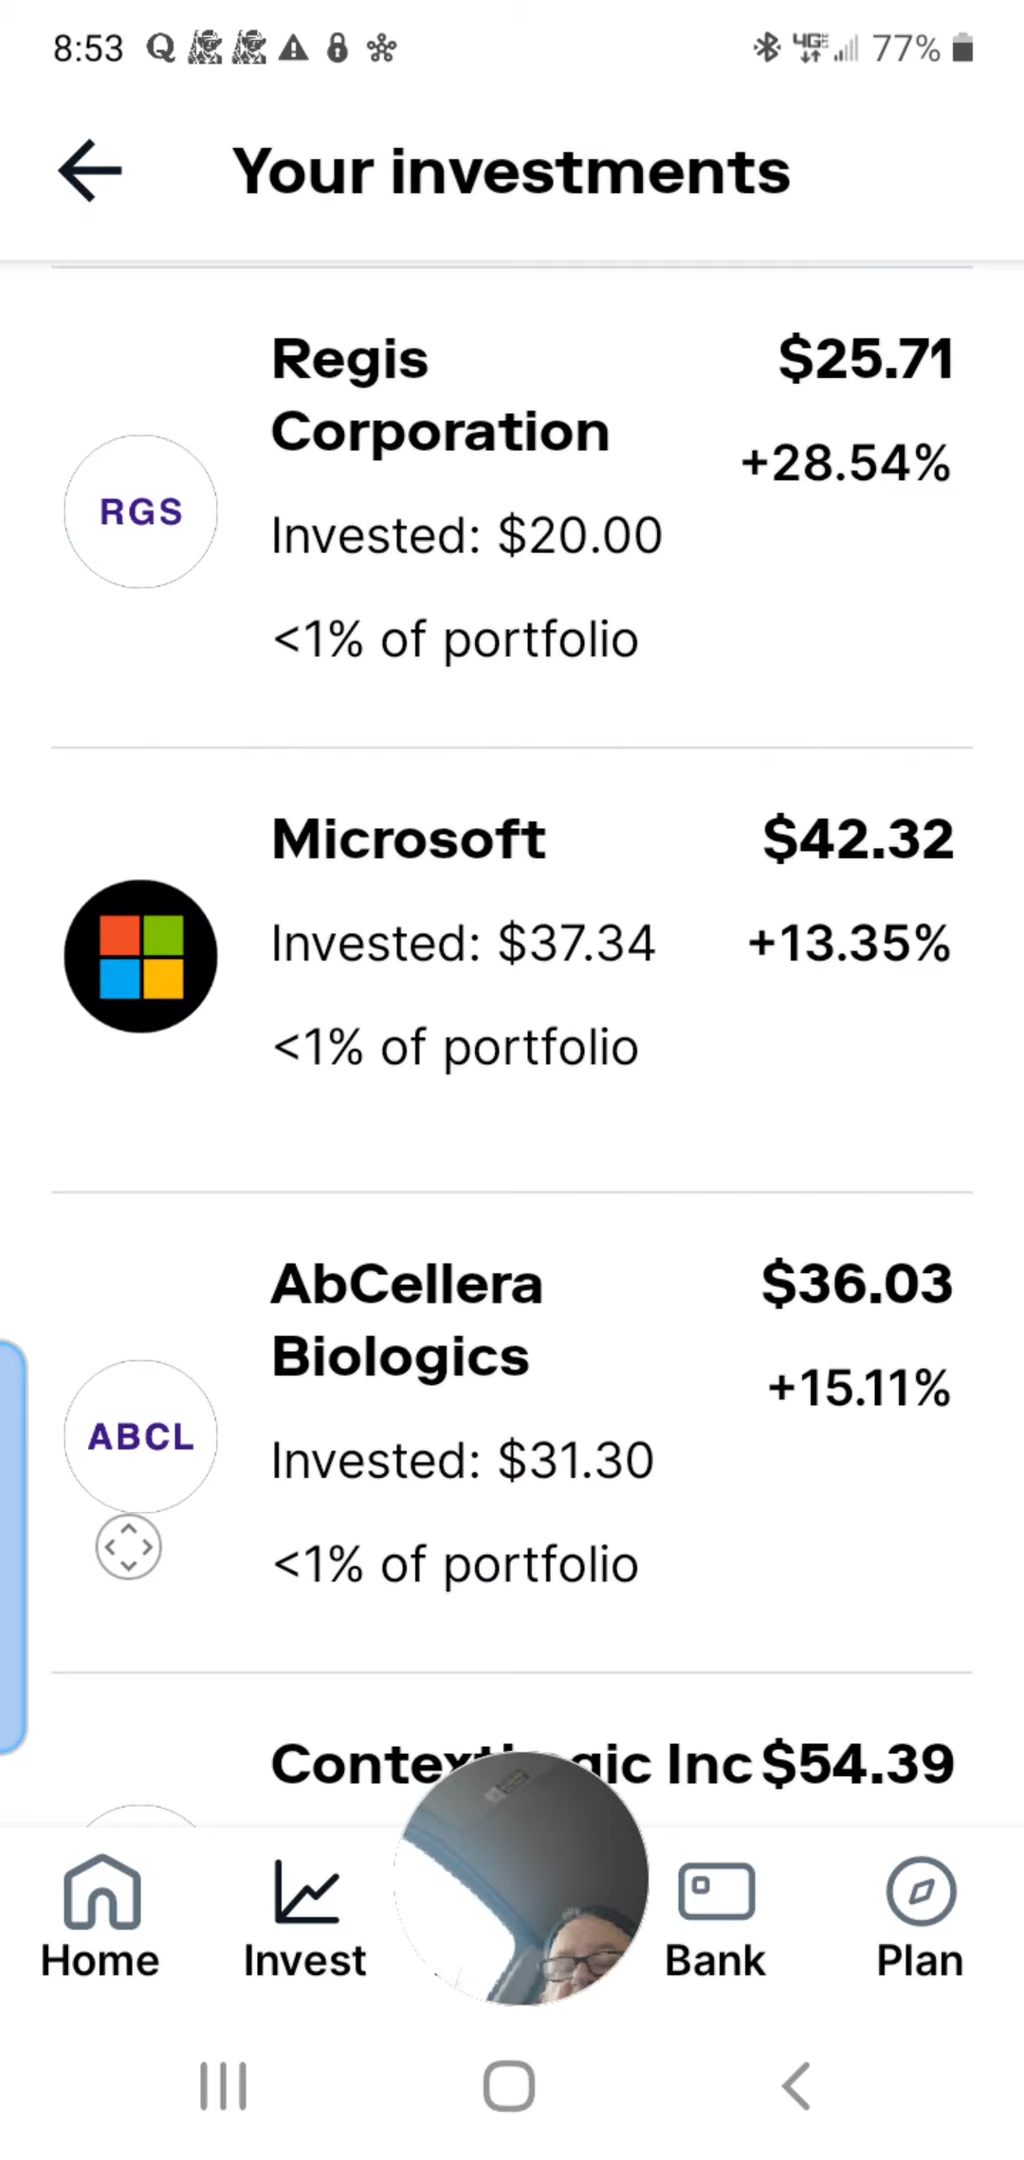 8:53 Q 4GE 77%
Your investments
Regis $25.71
Corporation
+28.54%
RGS
Invested: $20.00
<1% of portfolio
Microsoft $42.32
Invested: $37.34 +13.35%
<1% of portfolio
AbCellera $36.03
Biologics
+15.11%
ABCL
Invested: $31.30
<1% of portfolio
Inc $54.39
Home Invest Bank Plan